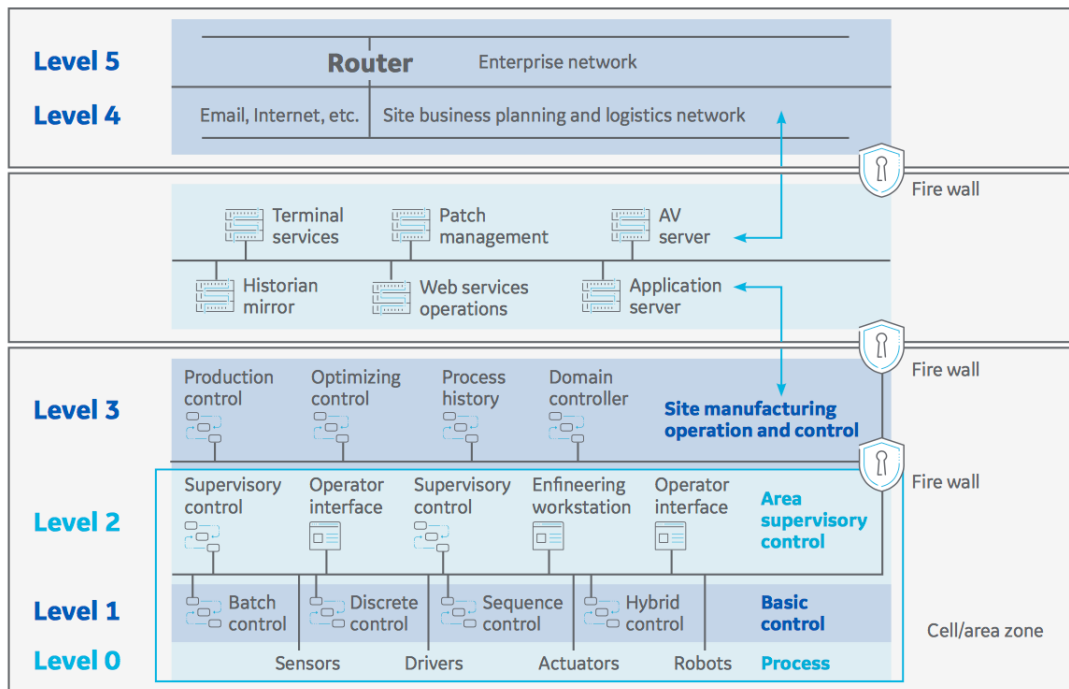 Level 5
Router
Enterprise network
Level 4
Email, Internet, etc.
Site business planning and logistics network
Fire wall
Terminal
services
Patch
management
AV
server
Historian
mirror
Web services
operations
Application
server
Fire wall
Level 3
Production
control
Optimizing
control
Process
history
Domain
controller
Site manufacturing
operation and control
Fire wall
Level 2
Supervisory
control
Operator
interface
Supervisory
control
Enfineering
workstation
Operator
interface
Area
supervisory
control
Level 1
Batch
control
Discrete
control
Sequence
control
Hybrid
control
Basic
control
Cell/area zone
Level 0
Sensors
Drivers
Actuators
Robots
Process